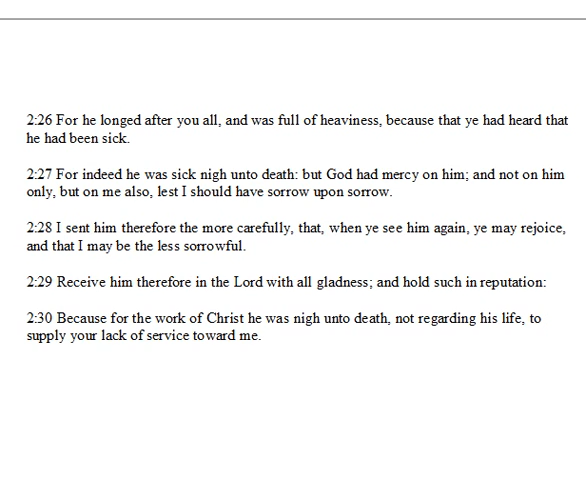 2:26 For he longed after you all, and was full of heaviness, because that ye had heard that
he had been sick.
2:27 For indeed he was sick nigh unto death: but God had mercy on him; and not on him
only, but on me also, lest I should have sorrow upon sorrow.
2:28 I sent him therefore the more carefully, that, when ye see him again, ye may rejoice,
and that I may be the less sorrowful.
2:29 Receive him therefore in the Lord with all gladness; and hold such in reputation:
2:30 Because for the work of Christ he was nigh unto death, not regarding his life, to
supply your lack of service toward me.